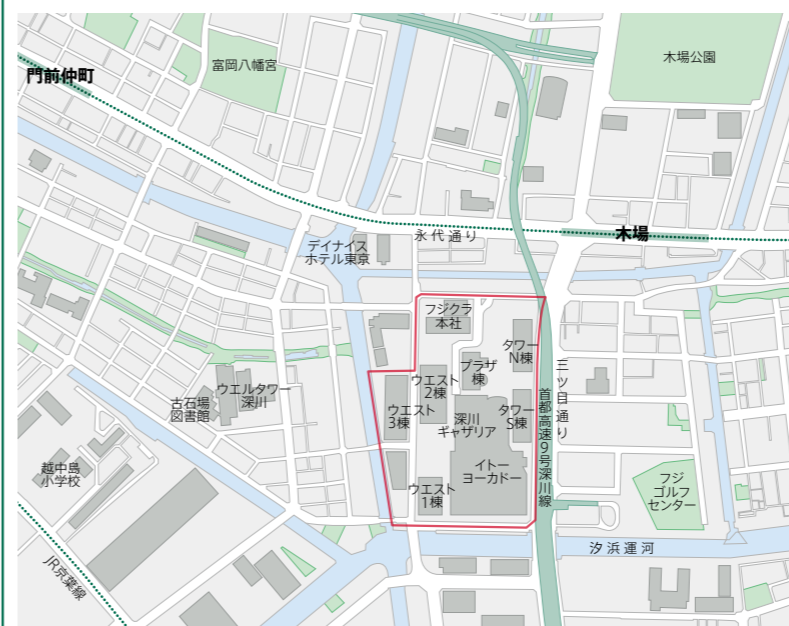 富岡八幡宮
木場公園
門前仲町
永代通り
木場
デイナイス
ホテル東京
フジクラ
本社
タワー
N棟
プラザ
棟
三ツ目通り
首都高速9号深川線
ウエスト
2棟
ウエルタワー
深川
古石場
図書館
ウエスト
3棟
深川
ギャザリア
タワー
S棟
越中島
小学校
イトー
ヨーカドー
ウエスト
1棟
フジ
ゴルフ
センター
汐浜運河
JR京葉線